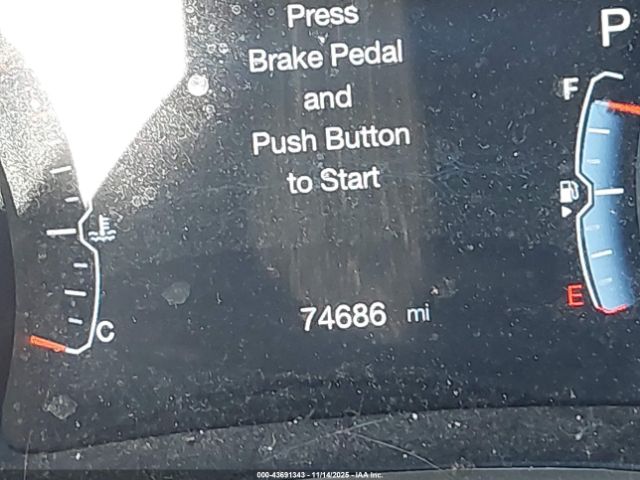 Press
Brake Pedal
and
Push Button
to Start
P
F
E
C
74686 mi
000-43691343 - 11/14/2025 - IAA Inc.